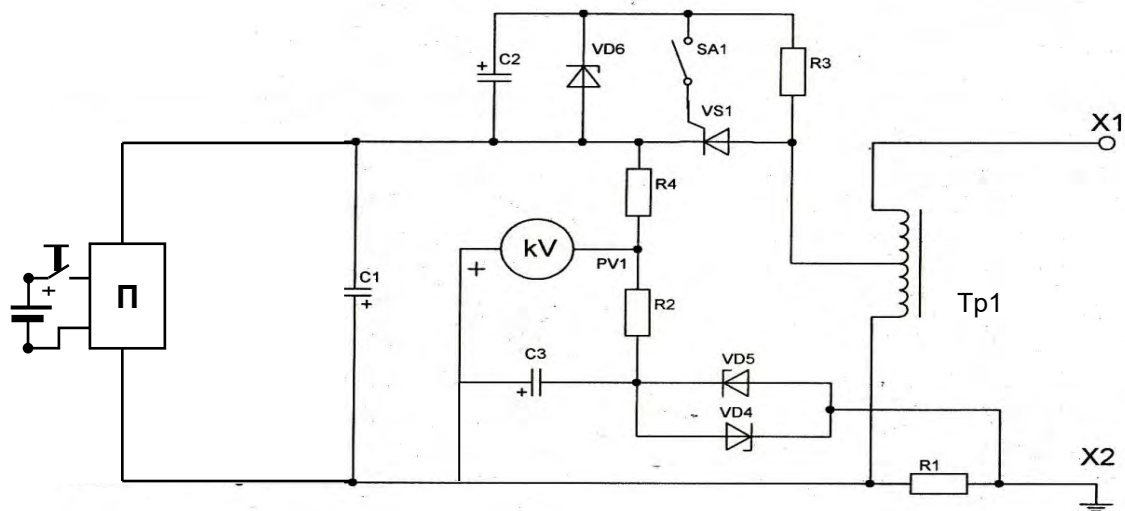 C2
VD6
SA1
R3
VS1
X1
R4
kV
PV1
П
C1
R2
Tp1
C3
VD5
VD4
X2
R1